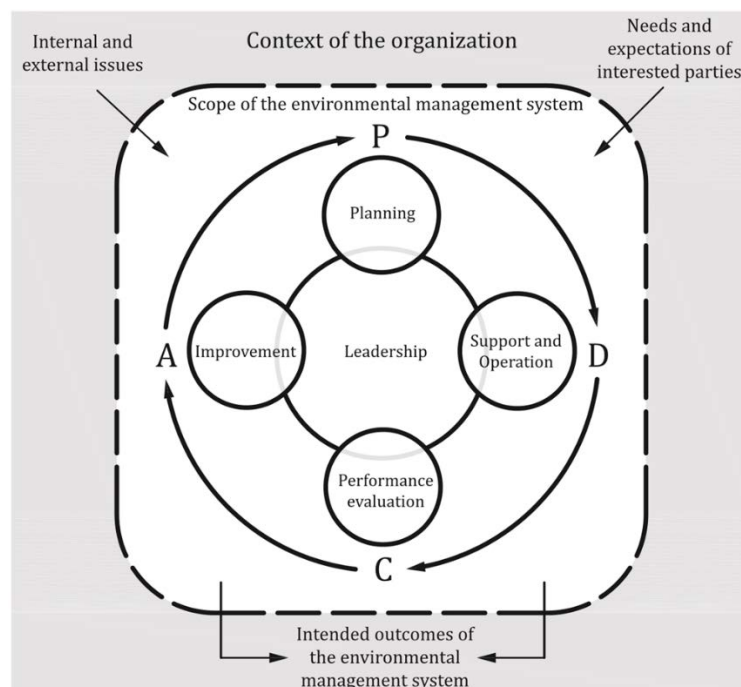 Internal and
external issues
Context of the organization
Needs and
expectations of
interested parties
Scope of the environmental management system
P
Planning
A
Improvement
Leadership
Support and
Operation
D
Performance
evaluation
C
Intended outcomes of
the environmental
management system